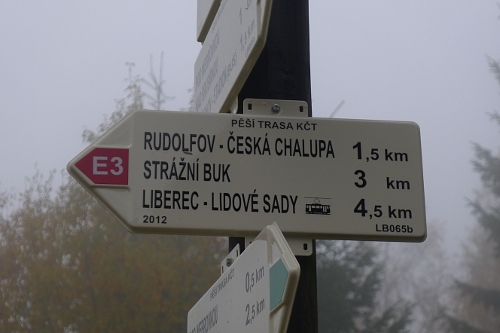 PĚŠÍ TRASA KČT
E3
RUDOLFOV - ČESKÁ CHALUPA 1,5 km
STRÁŽNÍ BUK 3 km
LIBEREC - LIDOVÉ SADY 4,5 km
2012 LB065b
0,5 km
2,5 km